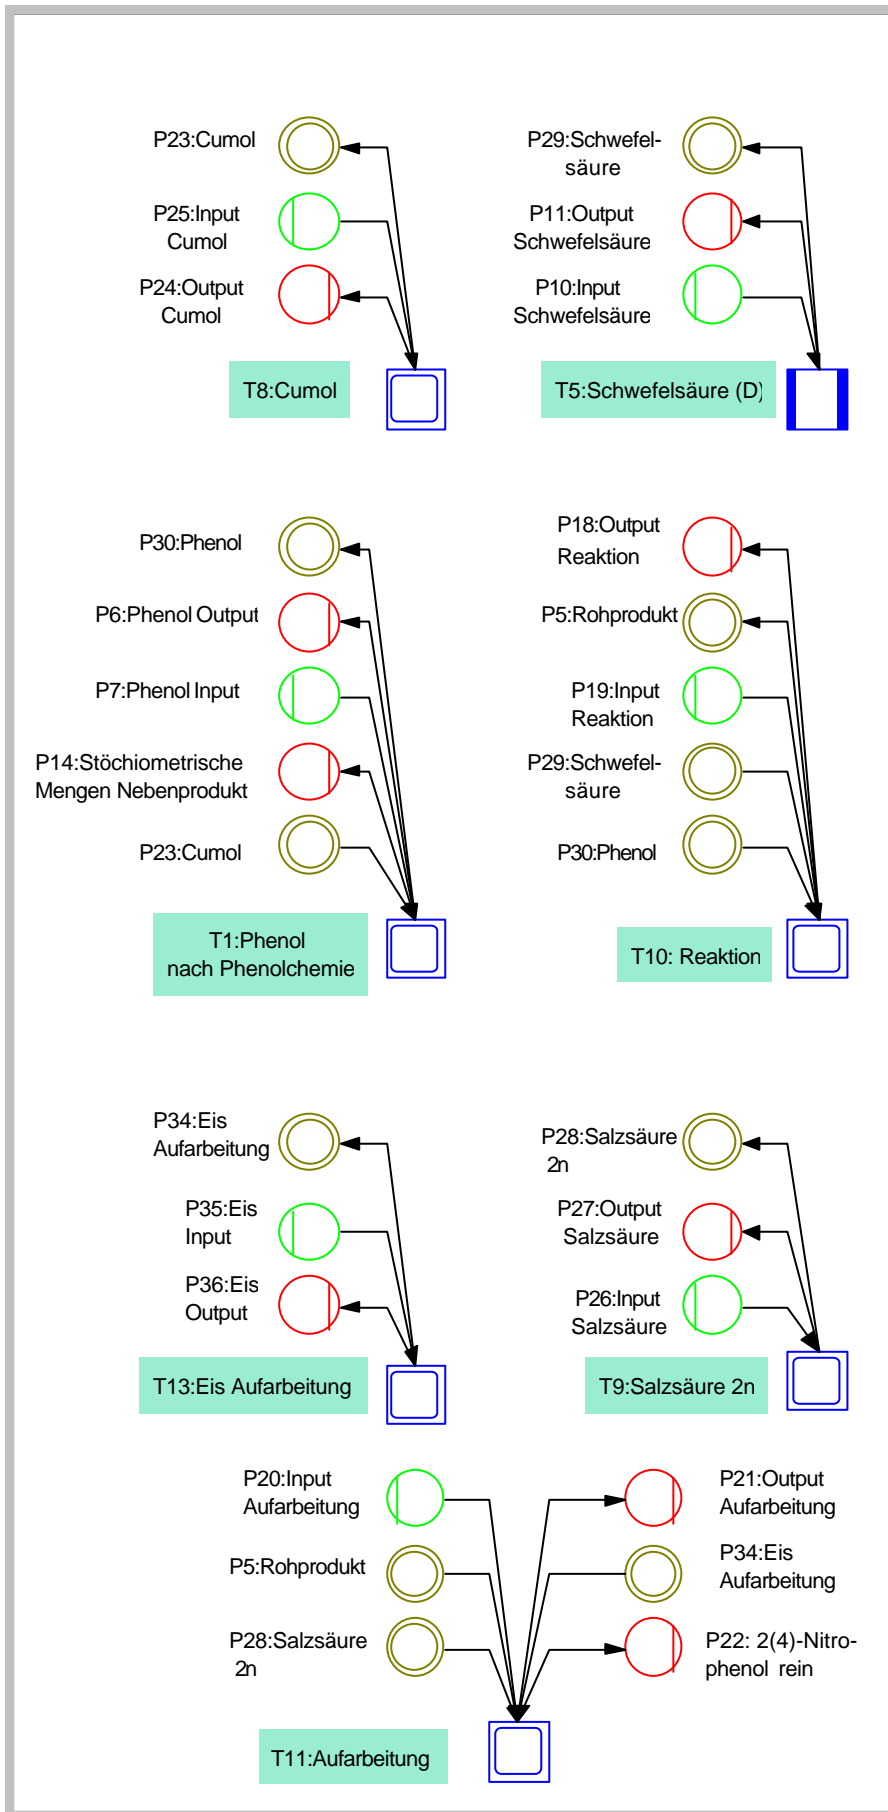 P23:Cumol
P25:Input
Cumol
P24:Output
Cumol
T8:Cumol
P29:Schwefel-
säure
P11:Output
Schwefelsäure
P10:Input
Schwefelsäure
T5:Schwefelsäure (D)
P30:Phenol
P6:Phenol Output
P7:Phenol Input
P14:Stöchiometrische
Mengen Nebenprodukt
P23:Cumol
T1:Phenol
nach Phenolchemie
P18:Output
Reaktion
P5:Rohprodukt
P19:Input
Reaktion
P29:Schwefel-
säure
P30:Phenol
T10: Reaktion
P34:Eis
Aufarbeitung
P35:Eis
Input
P36:Eis
Output
T13:Eis Aufarbeitung
P28:Salzsäure
2n
P27:Output
Salzsäure
P26:Input
Salzsäure
T9:Salzsäure 2n
P20:Input
Aufarbeitung
P5:Rohprodukt
P28:Salzsäure
2n
P21:Output
Aufarbeitung
P34:Eis
Aufarbeitung
P22: 2(4)-Nitro-
phenol rein
T11:Aufarbeitung